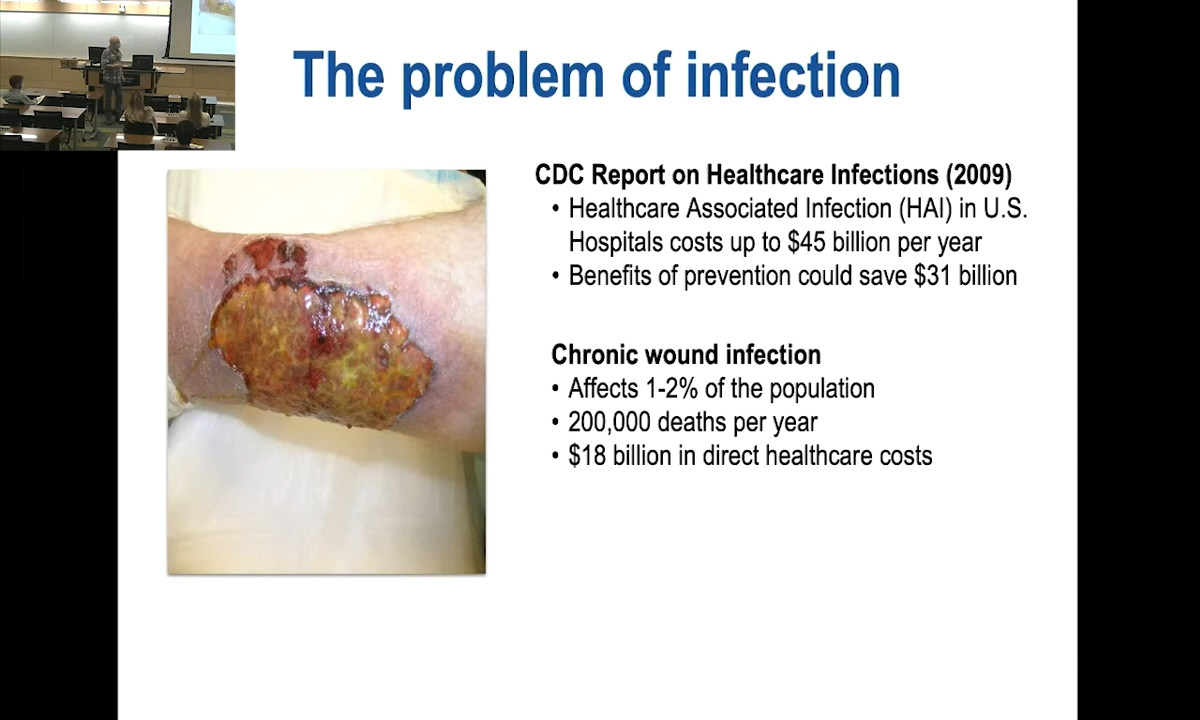 The problem of infection
CDC Report on Healthcare Infections (2009)
• Healthcare Associated Infection (HAI) in U.S.
Hospitals costs up to $45 billion per year
• Benefits of prevention could save $31 billion
Chronic wound infection
• Affects 1-2% of the population
• 200,000 deaths per year
• $18 billion in direct healthcare costs